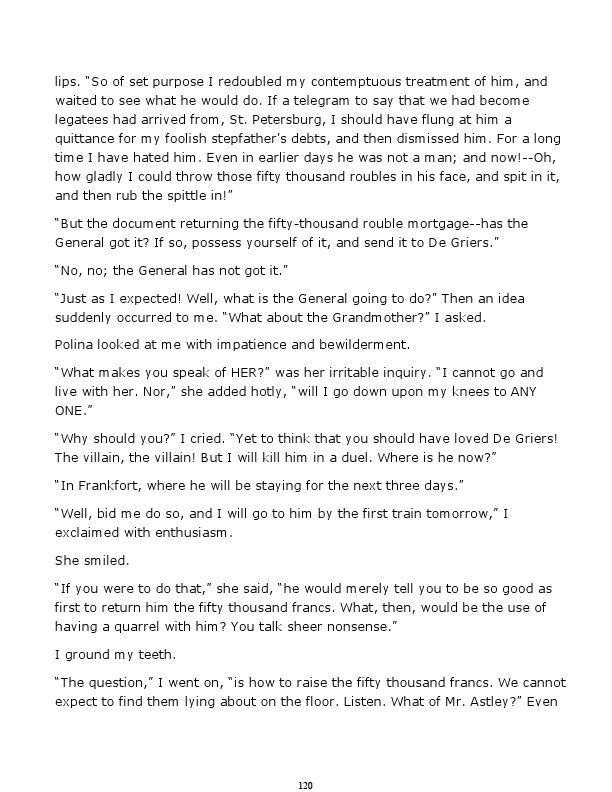 lips. “So of set purpose I redoubled my contemptuous treatment of him, and
waited to see what he would do. If a telegram to say that we had become
legatees had arrived from, St. Petersburg, I should have flung at him a
quittance for my foolish stepfather’s debts, and then dismissed him. For a long
time I have hated him. Even in earlier days he was not a man; and now!--Oh,
how gladly I could throw those fifty thousand roubles in his face, and spit in it,
and then rub the spittle in!”
“But the document returning the fifty-thousand rouble mortgage--has the
General got it? If so, possess yourself of it, and send it to De Griers.”
“No, no; the General has not got it.”
“Just as I expected! Well, what is the General going to do?” Then an idea
suddenly occurred to me. “What about the Grandmother?” I asked.
Polina looked at me with impatience and bewilderment.
“What makes you speak of HER?” was her irritable inquiry. “I cannot go and
live with her. Nor,” she added hotly, “will I go down upon my knees to ANY
ONE.”
“Why should you?” I cried. “Yet to think that you should have loved De Griers!
The villain, the villain! But I will kill him in a duel. Where is he now?”
“In Frankfort, where he will be staying for the next three days.”
“Well, bid me do so, and I will go to him by the first train tomorrow,” I
exclaimed with enthusiasm.
She smiled.
“If you were to do that,” she said, “he would merely tell you to be so good as
first to return him the fifty thousand francs. What, then, would be the use of
having a quarrel with him? You talk sheer nonsense.”
I ground my teeth.
“The question,” I went on, “is how to raise the fifty thousand francs. We cannot
expect to find them lying about on the floor. Listen. What of Mr. Astley?” Even
120